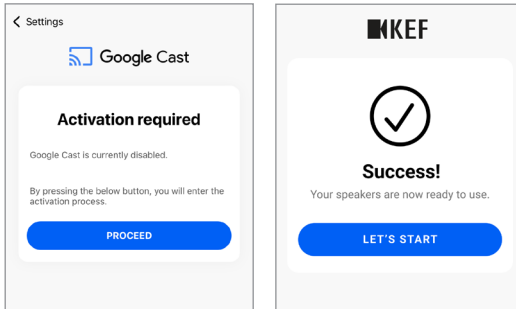 Settings
Google Cast
Activation required
Google Cast is currently disabled.
By pressing the below button, you will enter the
activation process.
PROCEED
KEF
Success!
Your speakers are now ready to use.
LET'S START